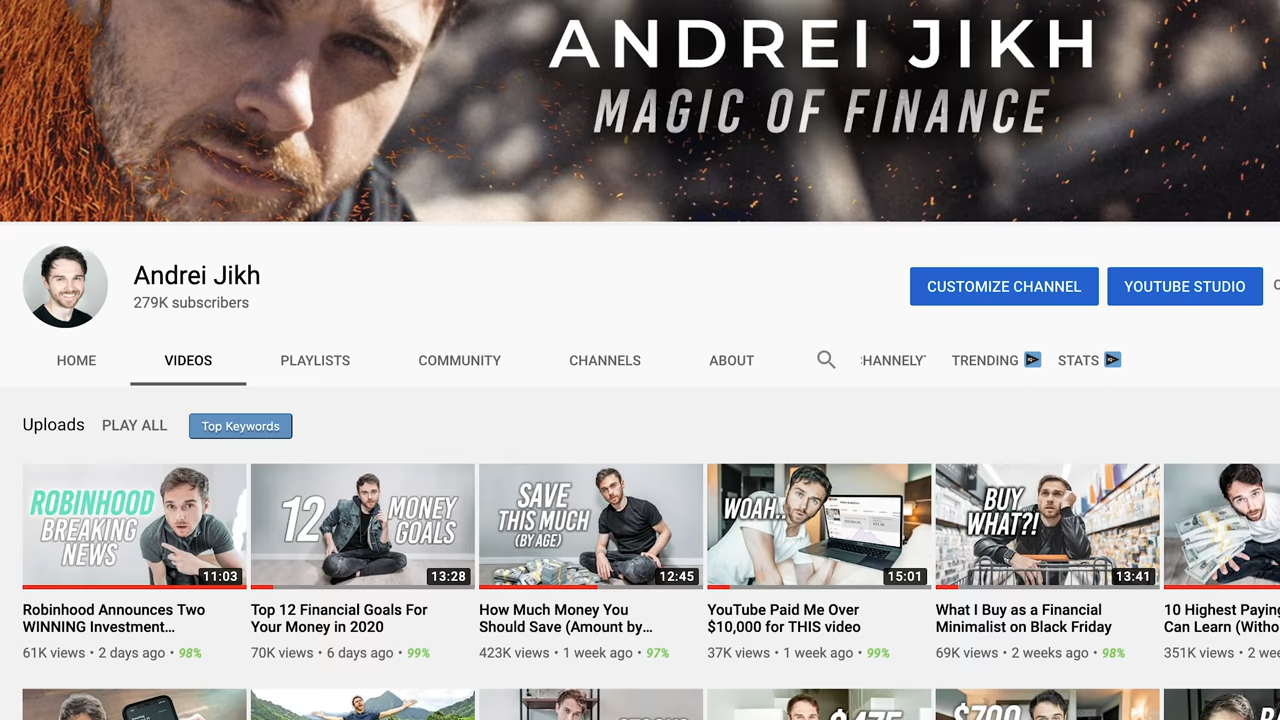 ANDREI JIKH
MAGIC OF FINANCE
Andrei Jikh
279K subscribers
CUSTOMIZE CHANNEL
YOUTUBE STUDIO
HOME
VIDEOS
PLAYLISTS
COMMUNITY
CHANNELS
ABOUT
TRENDING
STATS
Uploads
PLAY ALL
Top Keywords
ROBINHOOD
BREAKING
NEWS
11:03
12 MONEY
GOALS
13:28
SAVE
THIS MUCH
(BY AGE)
12:45
WOAH..
15:01
BUY
WHAT?!
13:41
Robinhood Announces Two
WINNING Investment...
61K views • 2 days ago • 98%
Top 12 Financial Goals For
Your Money in 2020
70K views • 6 days ago • 99%
How Much Money You
Should Save (Amount by...
423K views • 1 week ago • 97%
YouTube Paid Me Over
$10,000 for THIS video
37K views • 1 week ago • 99%
What I Buy as a Financial
Minimalist on Black Friday
69K views • 2 weeks ago • 98%
10 Highest Paying
Can Learn (Witho
351K views • 2 wee